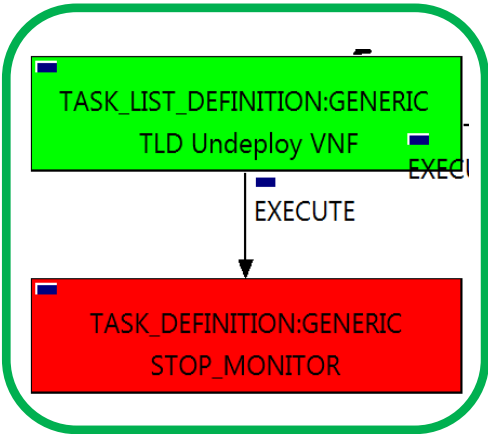 TASK_LIST_DEFINITION:GENERIC
TLD Undeploy VNF
EXECUTE
TASK_DEFINITION:GENERIC
STOP_MONITOR